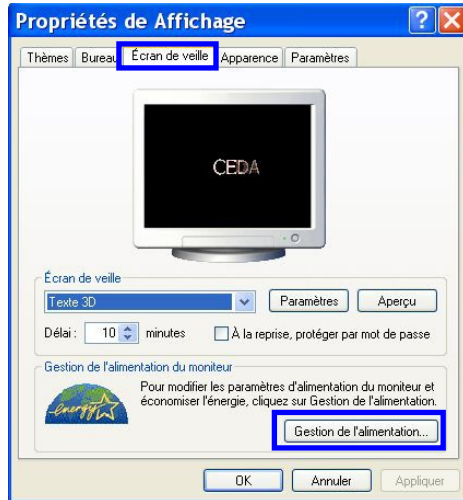 Propriétés de Affichage
Thèmes Bureau Écran de veille Apparence Paramètres
CEDA
Écran de veille
Texte 3D Paramètres Aperçu
Délai : 10 minutes À la reprise, protéger par mot de passe
Gestion de l'alimentation du moniteur
Pour modifier les paramètres d'alimentation du moniteur et
économiser l'énergie, cliquez sur Gestion de l'alimentation.
energy
Gestion de l'alimentation...
OK Annuler Appliquer